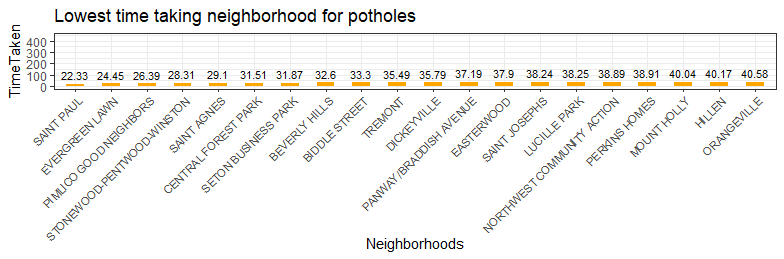 Lowest time taking neighborhood for potholes
TimeTaken
400
300
200
100
0
22.33 24.45 26.39 28.31 29.1 31.51 31.87 32.6 33.3 35.49 35.79 37.19 37.9 38.24 38.25 38.89 38.91 40.04 40.17 40.58
SAINT PAUL
EVERGREEN LAWN
PIMLICO GOOD NEIGHBORS
STONEWOOD-PENTWOOD-WINSTON
SAINT AGNES
CENTRAL FOREST PARK
SETON BUSINESS PARK
BEVERLY HILLS
BIDDLE STREET
TREMONT
DICKEYVILLE
PANWAY/BRADDISH AVENUE
EASTERWOOD
SAINT JOSEPHS
LUCILLE PARK
NORTHWEST COMMUNITY ACTION
PERKINS HOMES
MOUNT HOLLY
HILLEN
ORANGEVILLE
Neighborhoods